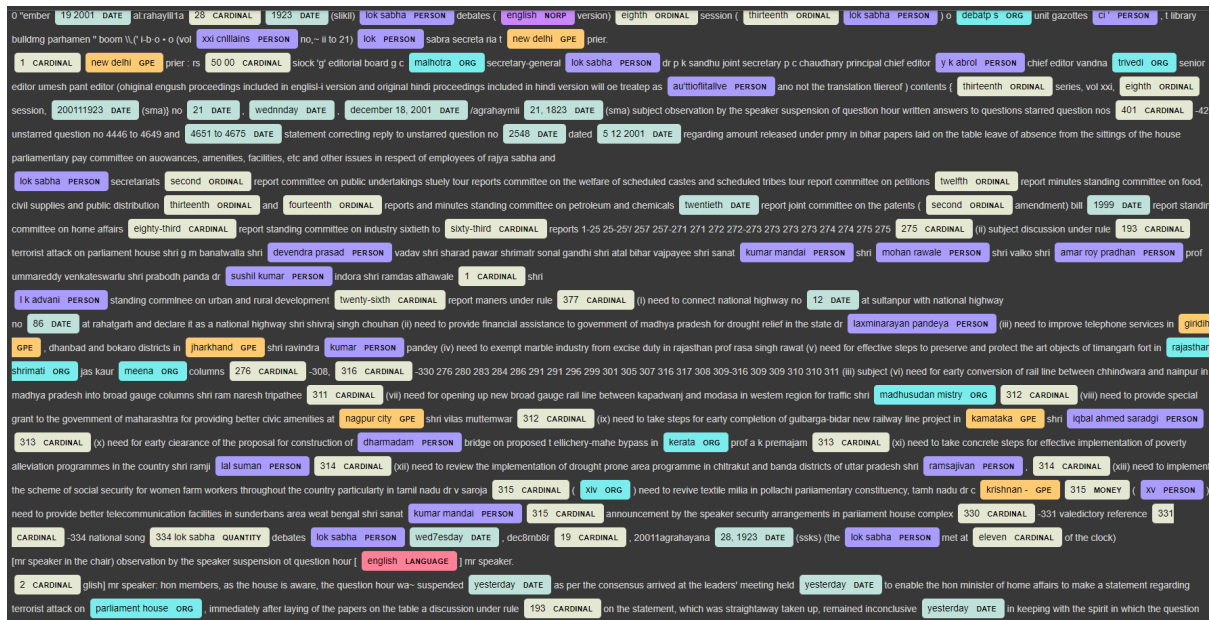 0 "ember 19 2001 DATE al:rahaylll1a 28 CARDINAL 1923 DATE (slikll) lok sabha PERSON debates ( english NORP version) eighth ORDINAL session ( thirteenth ORDINAL lok sabha PERSON ) o debatp s ORG unit gazottes ci ' PERSON , t library
bulldmg parhamen " boom \\,(' i-b·o • o (vol xxi cnlllains PERSON no,~ ii to 21) lok PERSON sabra secreta ria t new delhi GPE prier.
1 CARDINAL new delhi GPE prier : rs 50 00 CARDINAL siock 'g' editorial board g c malhotra ORG secretary-general lok sabha PERSON dr p k sandhu joint secretary p c chaudhary principal chief editor y k abrol PERSON chief editor vandna trivedi ORG senior
editor umesh pant editor (ohiginal engush proceedings included in englisl-i version and original hindi proceedings included in hindi version will oe treatep as au'ttioflitallve PERSON ano not the translation tliereof ) contents ( thirteenth ORDINAL series, vol xxi, eighth ORDINAL
session, 200111923 DATE (sma)} no 21 DATE , wednnday DATE , december 18, 2001 DATE /agrahaymii 21, 1823 DATE (sma) subject observation by the speaker suspension of question hour written answers to questions starred question nos 401 CARDINAL -42
unstarred question no 4446 to 4649 and 4651 to 4675 DATE statement correcting reply to unstarred question no 2548 DATE dated 5 12 2001 DATE regarding amount released under pmry in bihar papers laid on the table leave of absence from the sittings of the house
parliamentary pay committee on auowances, amenities, facilities, etc and other issues in respect of employees of rajya sabha and
lok sabha PERSON secretariats second ORDINAL report committee on public undertakings stuely tour reports committee on the welfare of scheduled castes and scheduled tribes tour report committee on petitions twelfth ORDINAL report minutes standing committee on food,
civil supplies and public distribution thirteenth ORDINAL and fourteenth ORDINAL reports and minutes standing committee on petroleum and chemicals twentieth DATE report joint committee on the patents ( second ORDINAL amendment) bill 1999 DATE report standin
committee on home affairs eighty-third CARDINAL report standing committee on industry sixtieth to sixty-third CARDINAL reports 1-25 25-25\/ 257 257-271 271 272 272-273 273 273 273 274 274 275 275 275 CARDINAL (ii) subject discussion under rule 193 CARDINAL
terrorist attack on parliament house shri g m banatwalla shri devendra prasad PERSON vadav shri sharad pawar shrimatr sonal gandhi shri atal bihar vajpayee shri sanat kumar mandai PERSON shri mohan rawale PERSON shri valko shri amar roy pradhan PERSON prof
ummareddy venkateswarlu shri prabodh panda dr sushil kumar PERSON indora shri ramdas athawale 1 CARDINAL shri
l k advani PERSON standing commlnee on urban and rural development twenty-sixth CARDINAL report maners under rule 377 CARDINAL (i) need to connect national highway no 12 DATE at sultanpur with national highway
no 86 DATE at rahatgarh and declare it as a national highway shri shivraj singh chouhan (ii) need to provide financial assistance to govemment of madhya pradesh for drought relief in the state dr laxminarayan pandeya PERSON (iii) need to improve telephone services in giridih
GPE , dhanbad and bokaro districts in jharkhand GPE shri ravindra kumar PERSON pandey (iv) need to exempt marble industry from excise duty in rajasthan prof rasa singh rawat (v) need for effective steps to preserve and protect the art objects of timangarh fort in rajasthan
shrimati ORG jas kaur meena ORG columns 276 CARDINAL -308, 316 CARDINAL -330 276 280 283 284 286 291 291 296 299 301 305 307 316 317 308 309-316 309 309 310 310 311 (iii) subject (vi) need for earty conversion of rail line between chhindwara and nainpur in
madhya pradesh into broad gauge columns shri ram naresh tripathee 311 CARDINAL (vii) need for opening up new broad gauge rail line between kapadwanj and modasa in westem region for traffic shri madhusudan mistry ORG 312 CARDINAL (viii) need to provide special
grant to the govemment of maharashtra for providing better civic amenities at nagpur city GPE shri vilas muttemwar 312 CARDINAL (ix) need to take steps for early completion of gulbarga-bidar new railway line project in kamataka GPE shri iqbal ahmed saradgi PERSON
313 CARDINAL (x) need for earty ciearance of the proposal for construction of dharmadam PERSON bridge on proposed t ellichery-mahe bypass in kerata ORG prof a k premajam 313 CARDINAL (xi) need to take concrete steps for effective implementation of poverty
alleviation programmes in the country shri ramji lal suman PERSON 314 CARDINAL (xii) need to review the implementation of drought prone area programme in chltrakut and banda districts of uttar pradesh shri ramsajivan PERSON , 314 CARDINAL (xiii) need to implement
the scheme of social security for women farm workers throughout the country particutarly in tamil nadu dr v saroja 315 CARDINAL ( xlv ORG ) need to revive textile milia in pollachi pariiamentary constituency, tamh nadu dr c krishnan - GPE 315 MONEY ( xv PERSON )
need to provide better telecommunication facilities in sunderbans area weat bengal shri sanat kumar mandai PERSON 315 CARDINAL announcement by the speaker security arrangements in pariiament house complex 330 CARDINAL -331 valedictory reference 331
CARDINAL -334 national song 334 lok sabha QUANTITY debates lok sabha PERSON wed7esday DATE , dec8mb8r 19 CARDINAL , 20011agrahayana 28, 1923 DATE (ssks) (the lok sabha PERSON met at eleven CARDINAL of the clock)
[mr speaker in the chair) observation by the speaker suspension ot question hour [ english LANGUAGE ] mr speaker.
2 CARDINAL glish] mr speaker: hon members, as the house is aware, the question hour wa~ suspended yesterday DATE as per the consensus arrived at the leaders' meeting held yesterday DATE to enable the hon minister of home affairs to make a statement regarding
terrorist attack on parliament house ORG , immediately after laying of the papers on the table a discussion under rule 193 CARDINAL on the statement, which was straightaway taken up, remained inconclusive yesterday DATE in keeping with the spirit in which the question